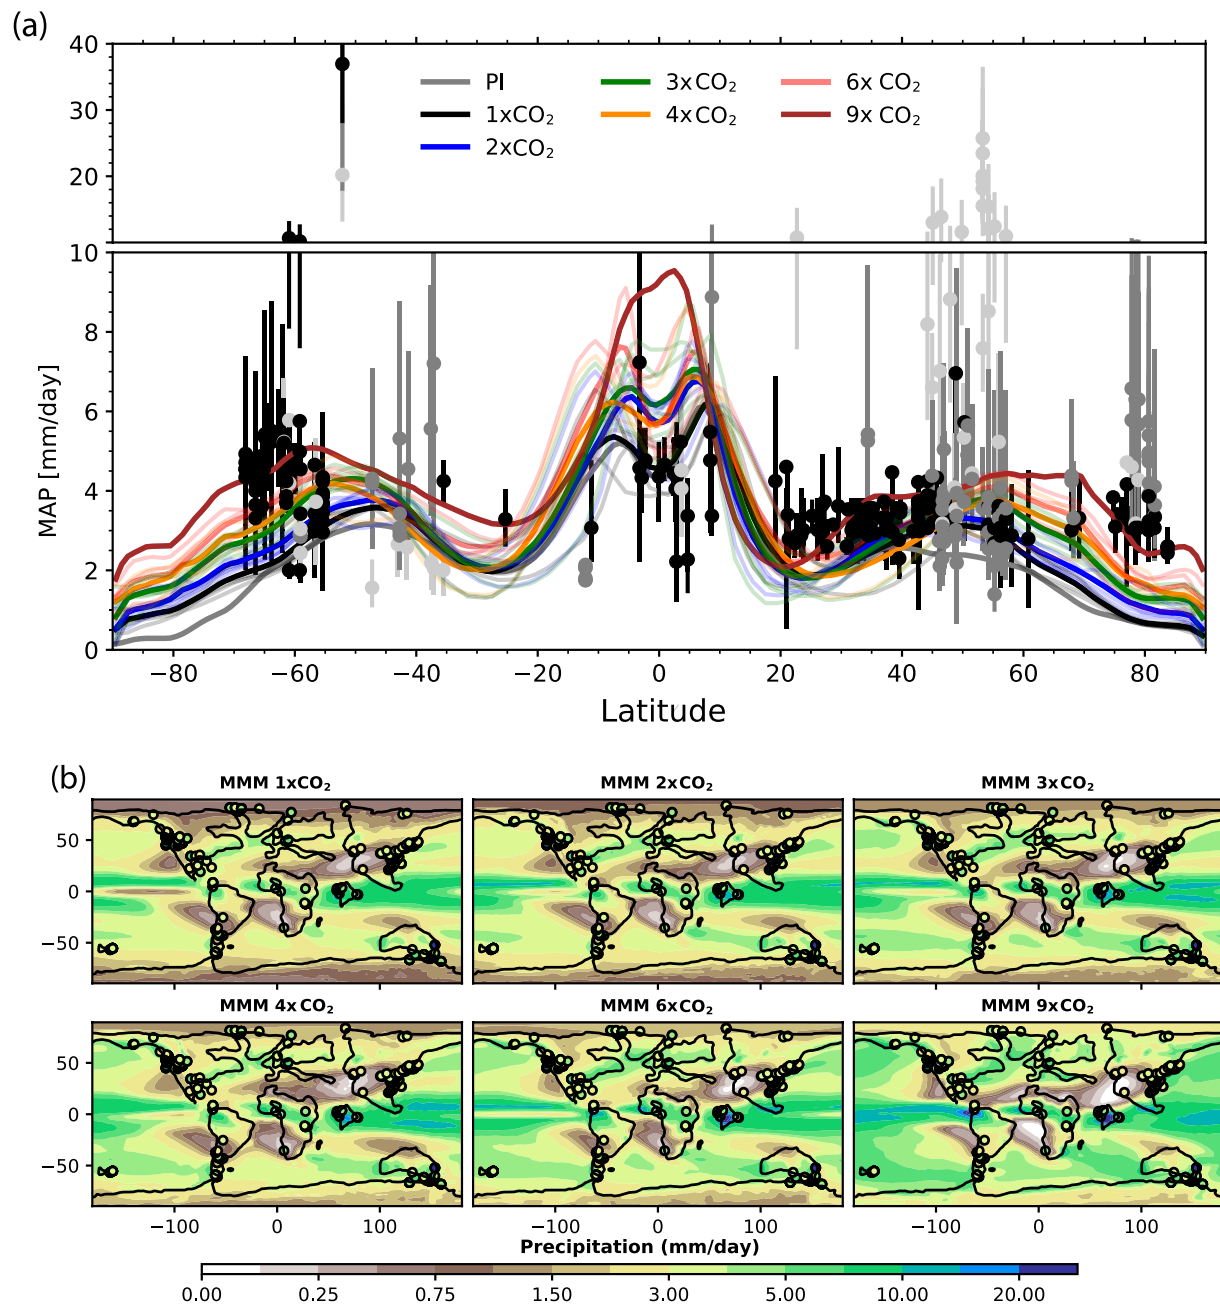 (a)
40
30
20
10
PI
1xCO₂
2xCO₂
3xCO₂
4xCO₂
6x CO₂
9x CO₂
8
6
4
2
0
MAP [mm/day]
−80 −60 −40 −20 0 20 40 60 80
Latitude
(b)
MMM 1xCO₂ MMM 2xCO₂ MMM 3xCO₂
50
0
−50
MMM 4xCO₂ MMM 6xCO₂ MMM 9xCO₂
50
0
−50
−100 0 100 −100 0 100 −100 0 100
Precipitation (mm/day)
0.00 0.25 0.75 1.50 3.00 5.00 10.00 20.00